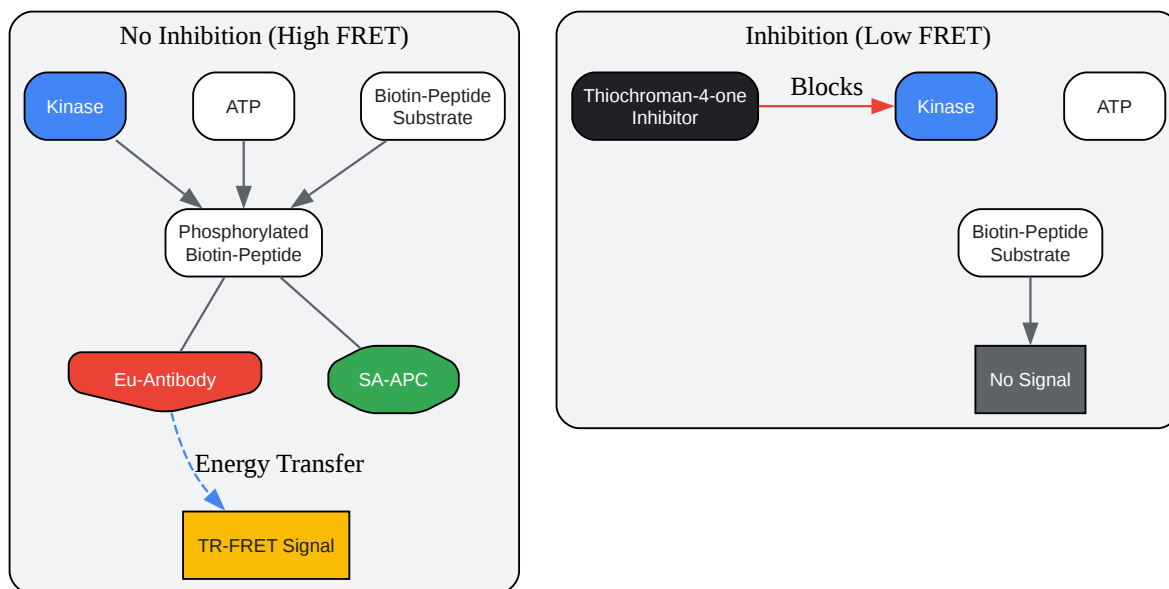 No Inhibition (High FRET)
Kinase
ATP
Biotin-Peptide
Substrate
Phosphorylated
Biotin-Peptide
Eu-Antibody
SA-APC
Energy Transfer
TR-FRET Signal
Inhibition (Low FRET)
Thiochroman-4-one
Inhibitor
Blocks
Kinase
ATP
Biotin-Peptide
Substrate
No Signal